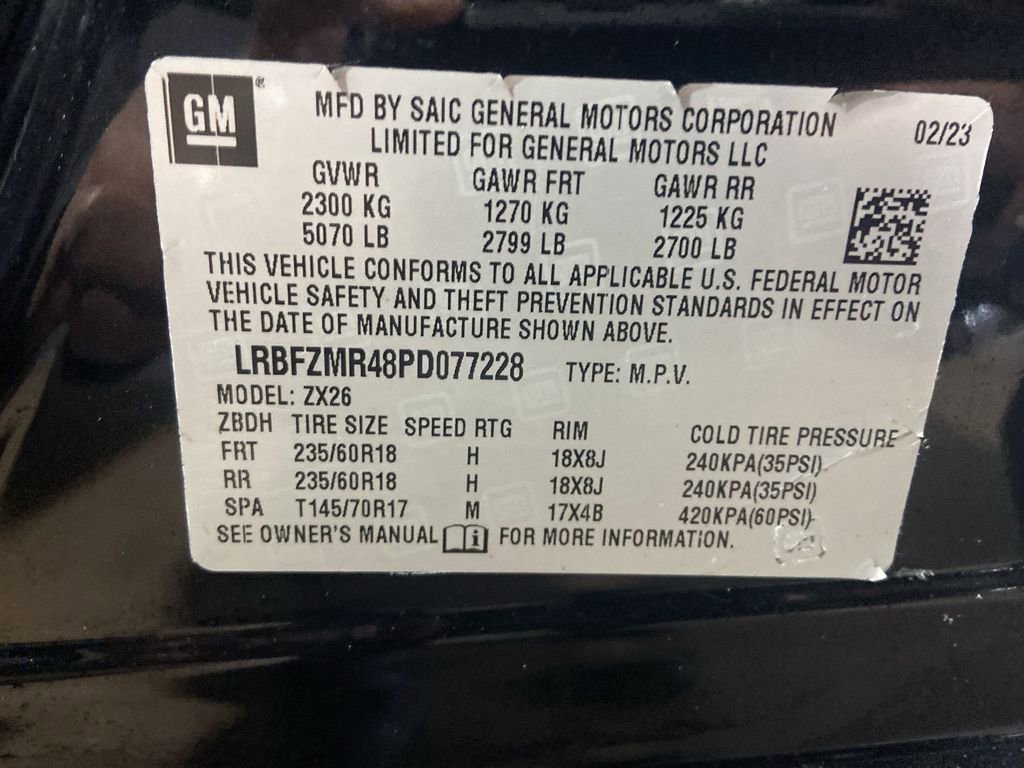 GM ®
MFD BY SAIC GENERAL MOTORS CORPORATION 02/23
LIMITED FOR GENERAL MOTORS LLC
GVWR GAWR FRT GAWR RR
2300 KG 1270 KG 1225 KG
5070 LB 2799 LB 2700 LB
THIS VEHICLE CONFORMS TO ALL APPLICABLE U.S. FEDERAL MOTOR
VEHICLE SAFETY AND THEFT PREVENTION STANDARDS IN EFFECT ON
THE DATE OF MANUFACTURE SHOWN ABOVE.
LRBFZMR48PD077228 TYPE: M.P.V.
MODEL: ZX26
ZBDH TIRE SIZE SPEED RTG RIM COLD TIRE PRESSURE
FRT 235/60R18 H 18X8J 240KPA(35PSI)
RR 235/60R18 H 18X8J 240KPA(35PSI)
SPA T145/70R17 M 17X4B 420KPA(60PSI)
SEE OWNER'S MANUAL i FOR MORE INFORMATION.